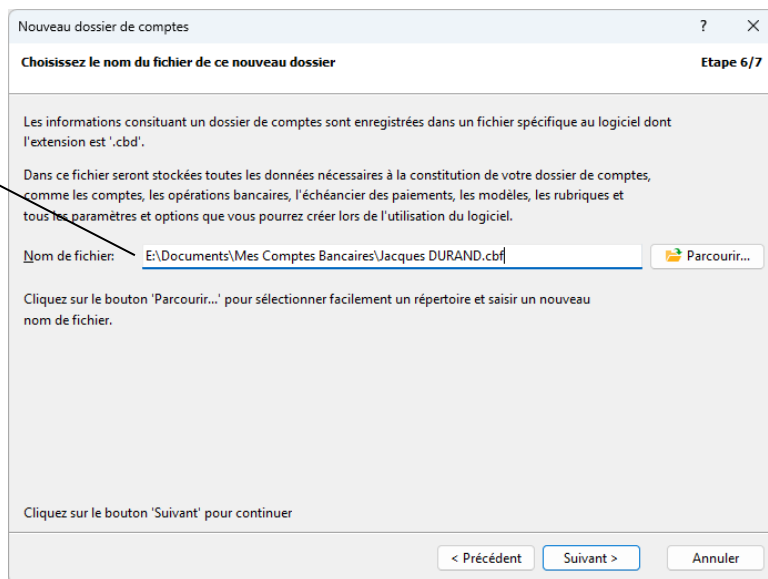 Nouveau dossier de comptes
Choisissez le nom du fichier de ce nouveau dossier Etape 6/7
Les informations consituant un dossier de comptes sont enregistrées dans un fichier spécifique au logiciel dont
l'extension est '.cbd'.
Dans ce fichier seront stockées toutes les données nécessaires à la constitution de votre dossier de comptes,
comme les comptes, les opérations bancaires, l'échéancier des paiements, les modèles, les rubriques et
tous les paramètres et options que vous pourrez créer lors de l'utilisation du logiciel.
Nom de fichier: E:\Documents\Mes Comptes Bancaires\Jacques DURAND.cbf Parcourir...
Cliquez sur le bouton 'Parcourir...' pour sélectionner facilement un répertoire et saisir un nouveau
nom de fichier.
Cliquez sur le bouton 'Suivant' pour continuer
< Précédent Suivant > Annuler